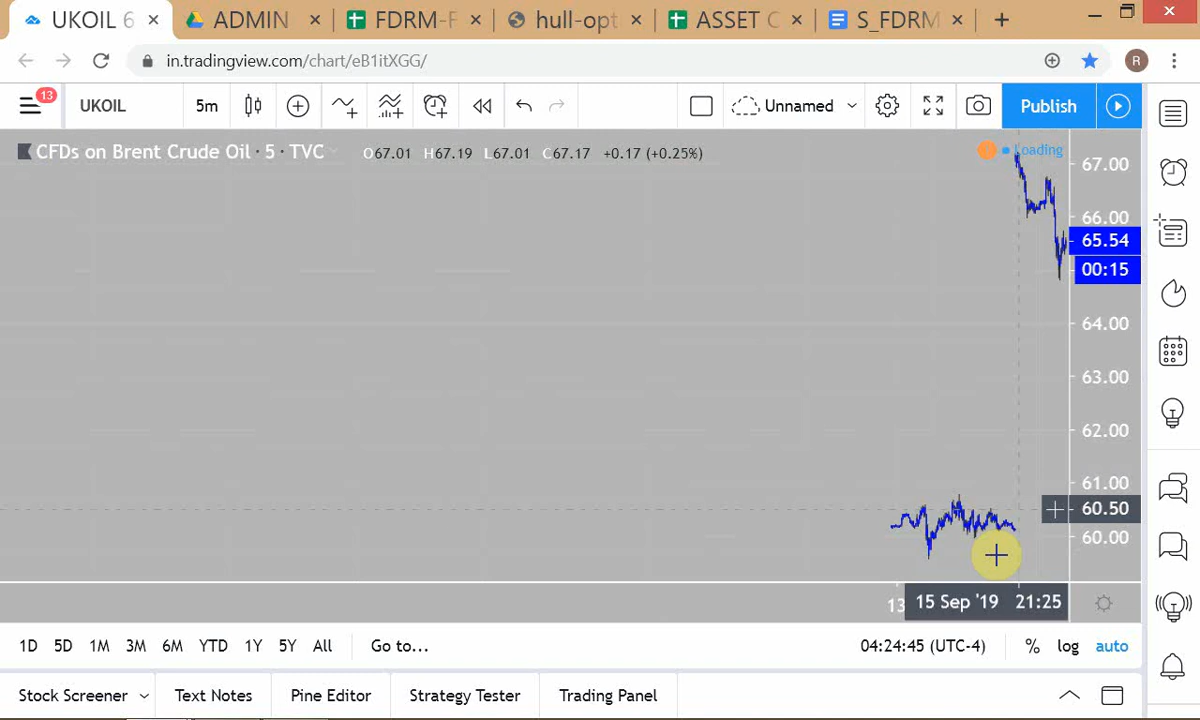 UKOIL 6
ADMIN
FDRM-F
hull-opt
ASSET C
S_FDRM
in.tradingview.com/chart/eB1itXGG/
R
13
UKOIL
5m
Unnamed
Publish
CFDs on Brent Crude Oil · 5 · TVC
O67.01 H67.19 L67.01 C67.17 +0.17 (+0.25%)
Loading
67.00
66.00
65.54
00:15
64.00
63.00
62.00
61.00
60.50
60.00
13
15 Sep '19 21:25
1D 5D 1M 3M 6M YTD 1Y 5Y All Go to...
04:24:45 (UTC-4) % log auto
Stock Screener Text Notes Pine Editor Strategy Tester Trading Panel